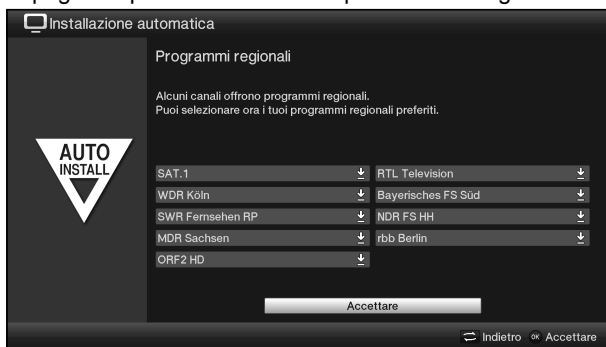 Installazione automatica
Programmi regionali
Alcuni canali offrono programmi regionali.
Puoi selezionare ora i tuoi programmi regionali preferiti.
AUTO
INSTALL
SAT.1
RTL Television
WDR Köln
Bayerisches FS Süd
SWR Fernsehen RP
NDR FS HH
MDR Sachsen
rbb Berlin
ORF2 HD
Accettare
Indietro OK Accettare